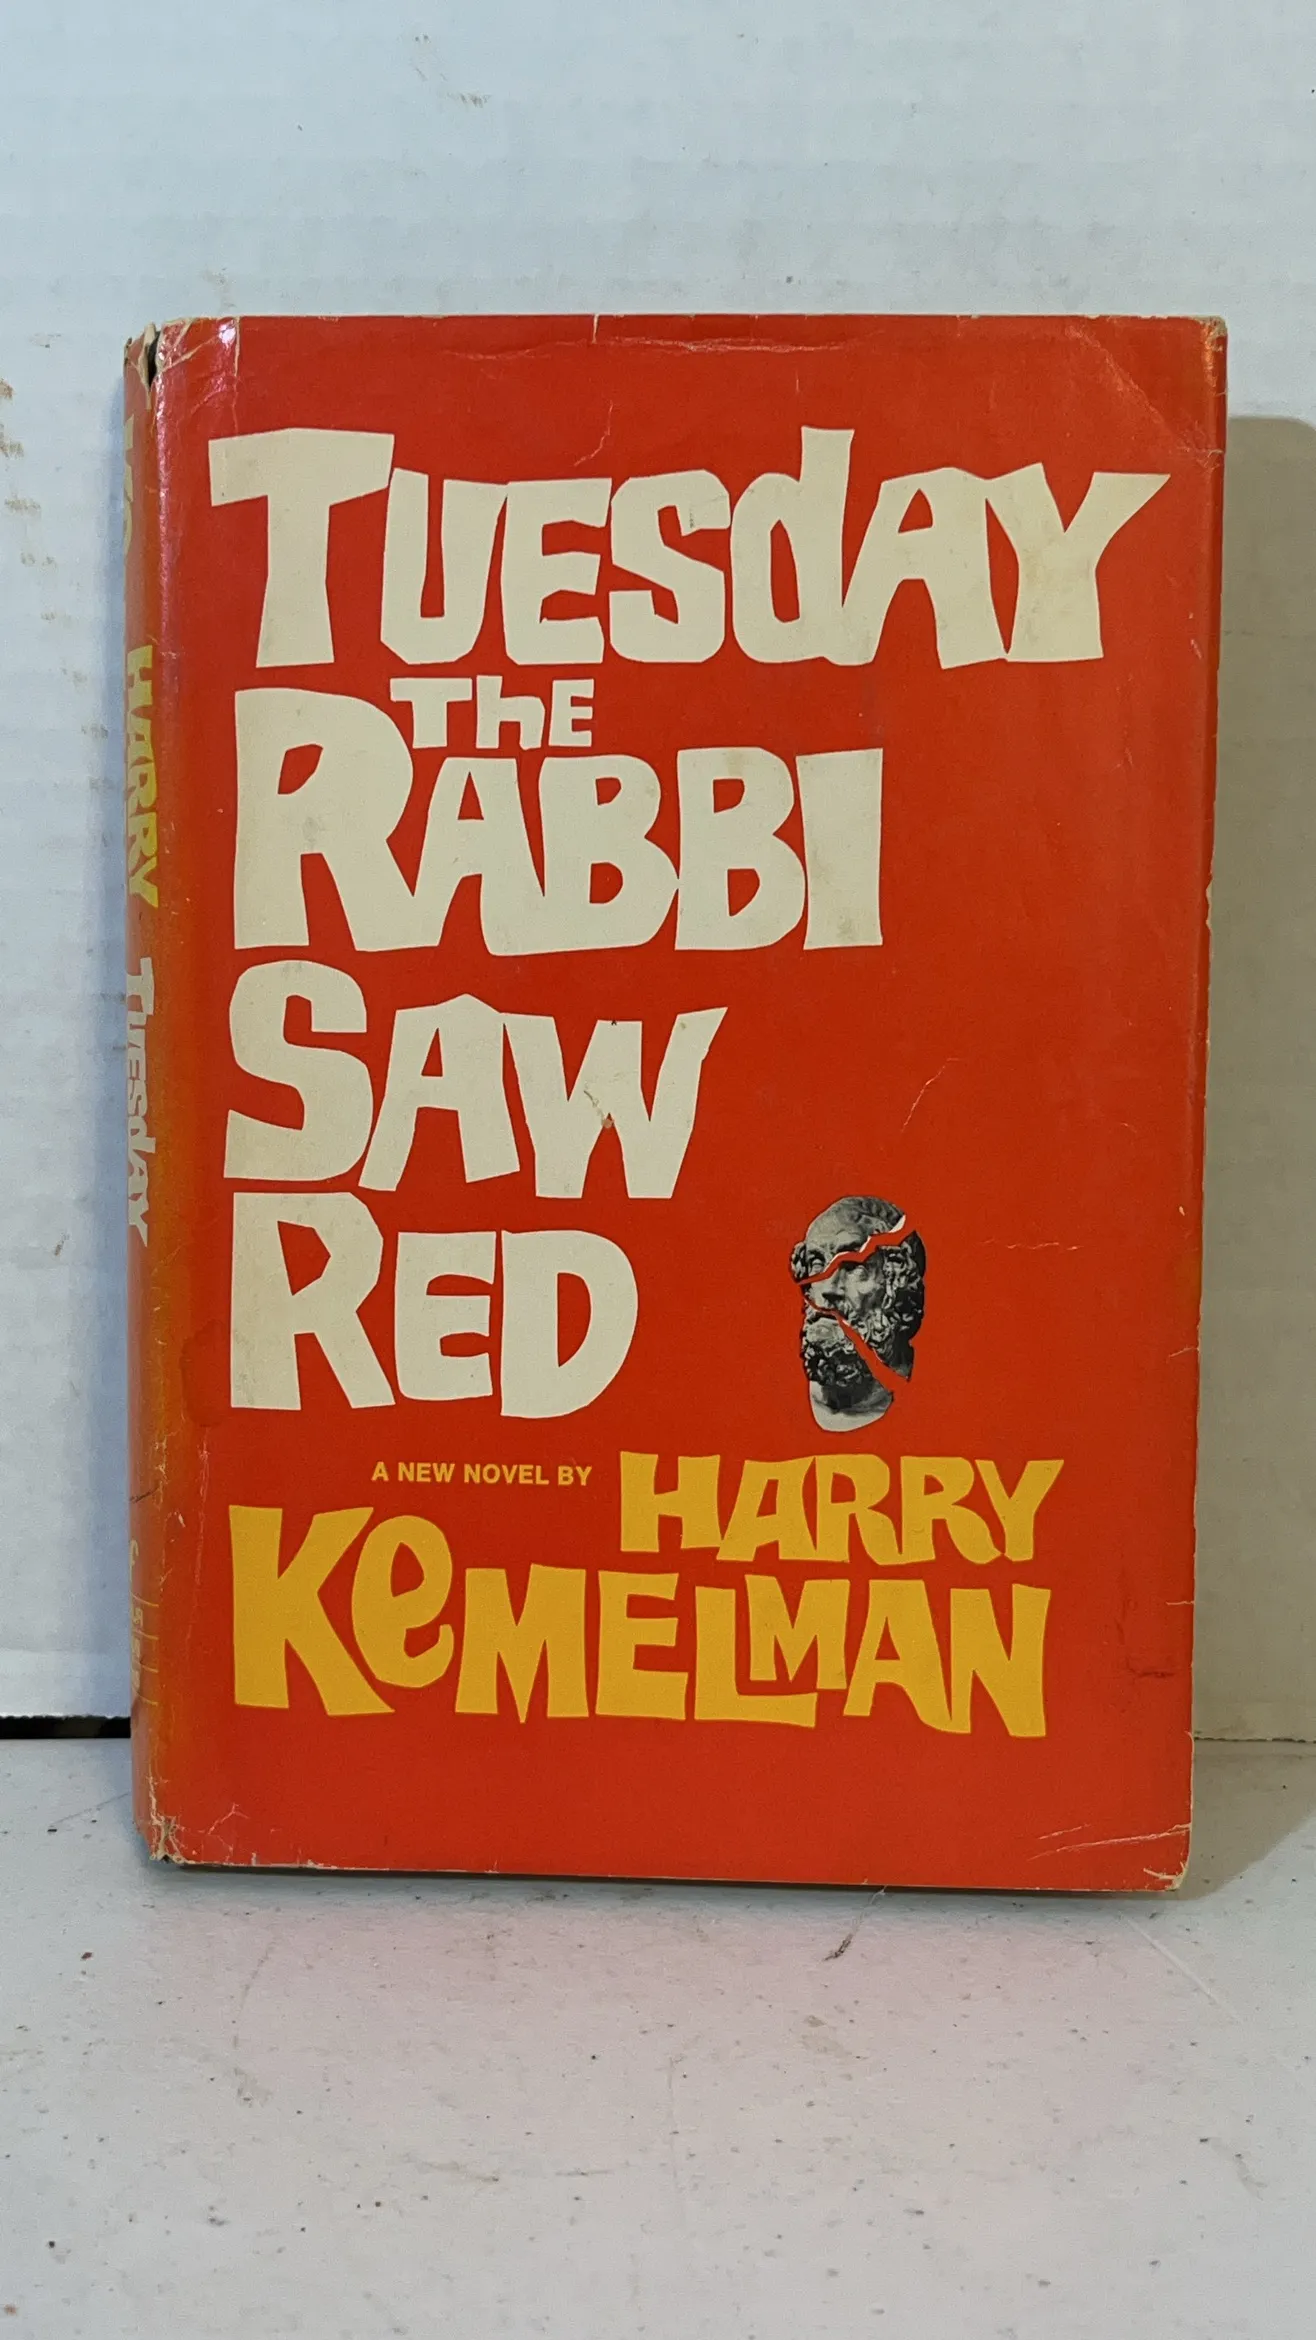 TUESdAY
ThE
RABBI
SAW
RED
A NEW NOVEL BY HARRY
KeMELMAN
HARRY TUESdAY